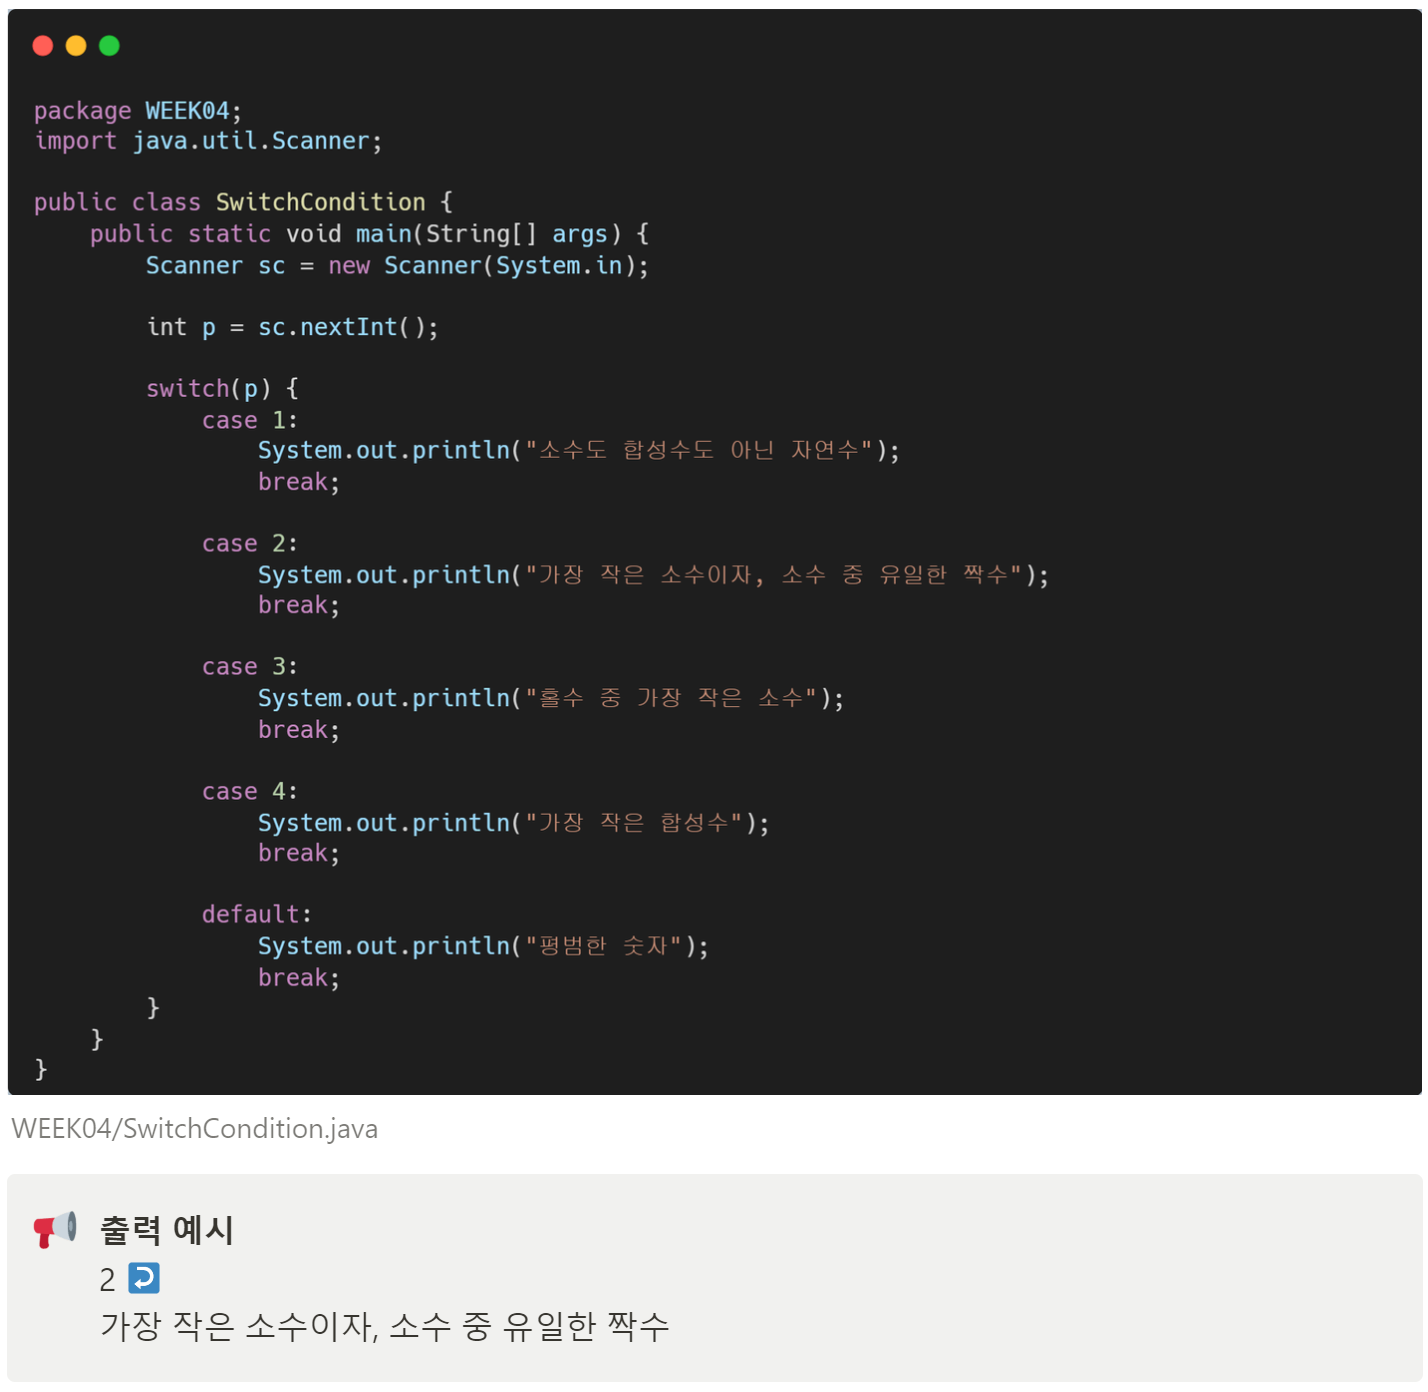 package WEEK04;
import java.util.Scanner;
public class SwitchCondition {
public static void main(String[] args) {
Scanner sc = new Scanner(System.in);
int p = sc.nextInt();
switch(p) {
case 1:
System.out.println("소수도 합성수도 아닌 자연수");
break;
case 2:
System.out.println("가장 작은 소수이자, 소수 중 유일한 짝수");
break;
case 3:
System.out.println("홀수 중 가장 작은 소수");
break;
case 4:
System.out.println("가장 작은 합성수");
break;
default:
System.out.println("평범한 숫자");
break;
}
}
}
WEEK04/SwitchCondition.java
출력 예시
2
가장 작은 소수이자, 소수 중 유일한 짝수